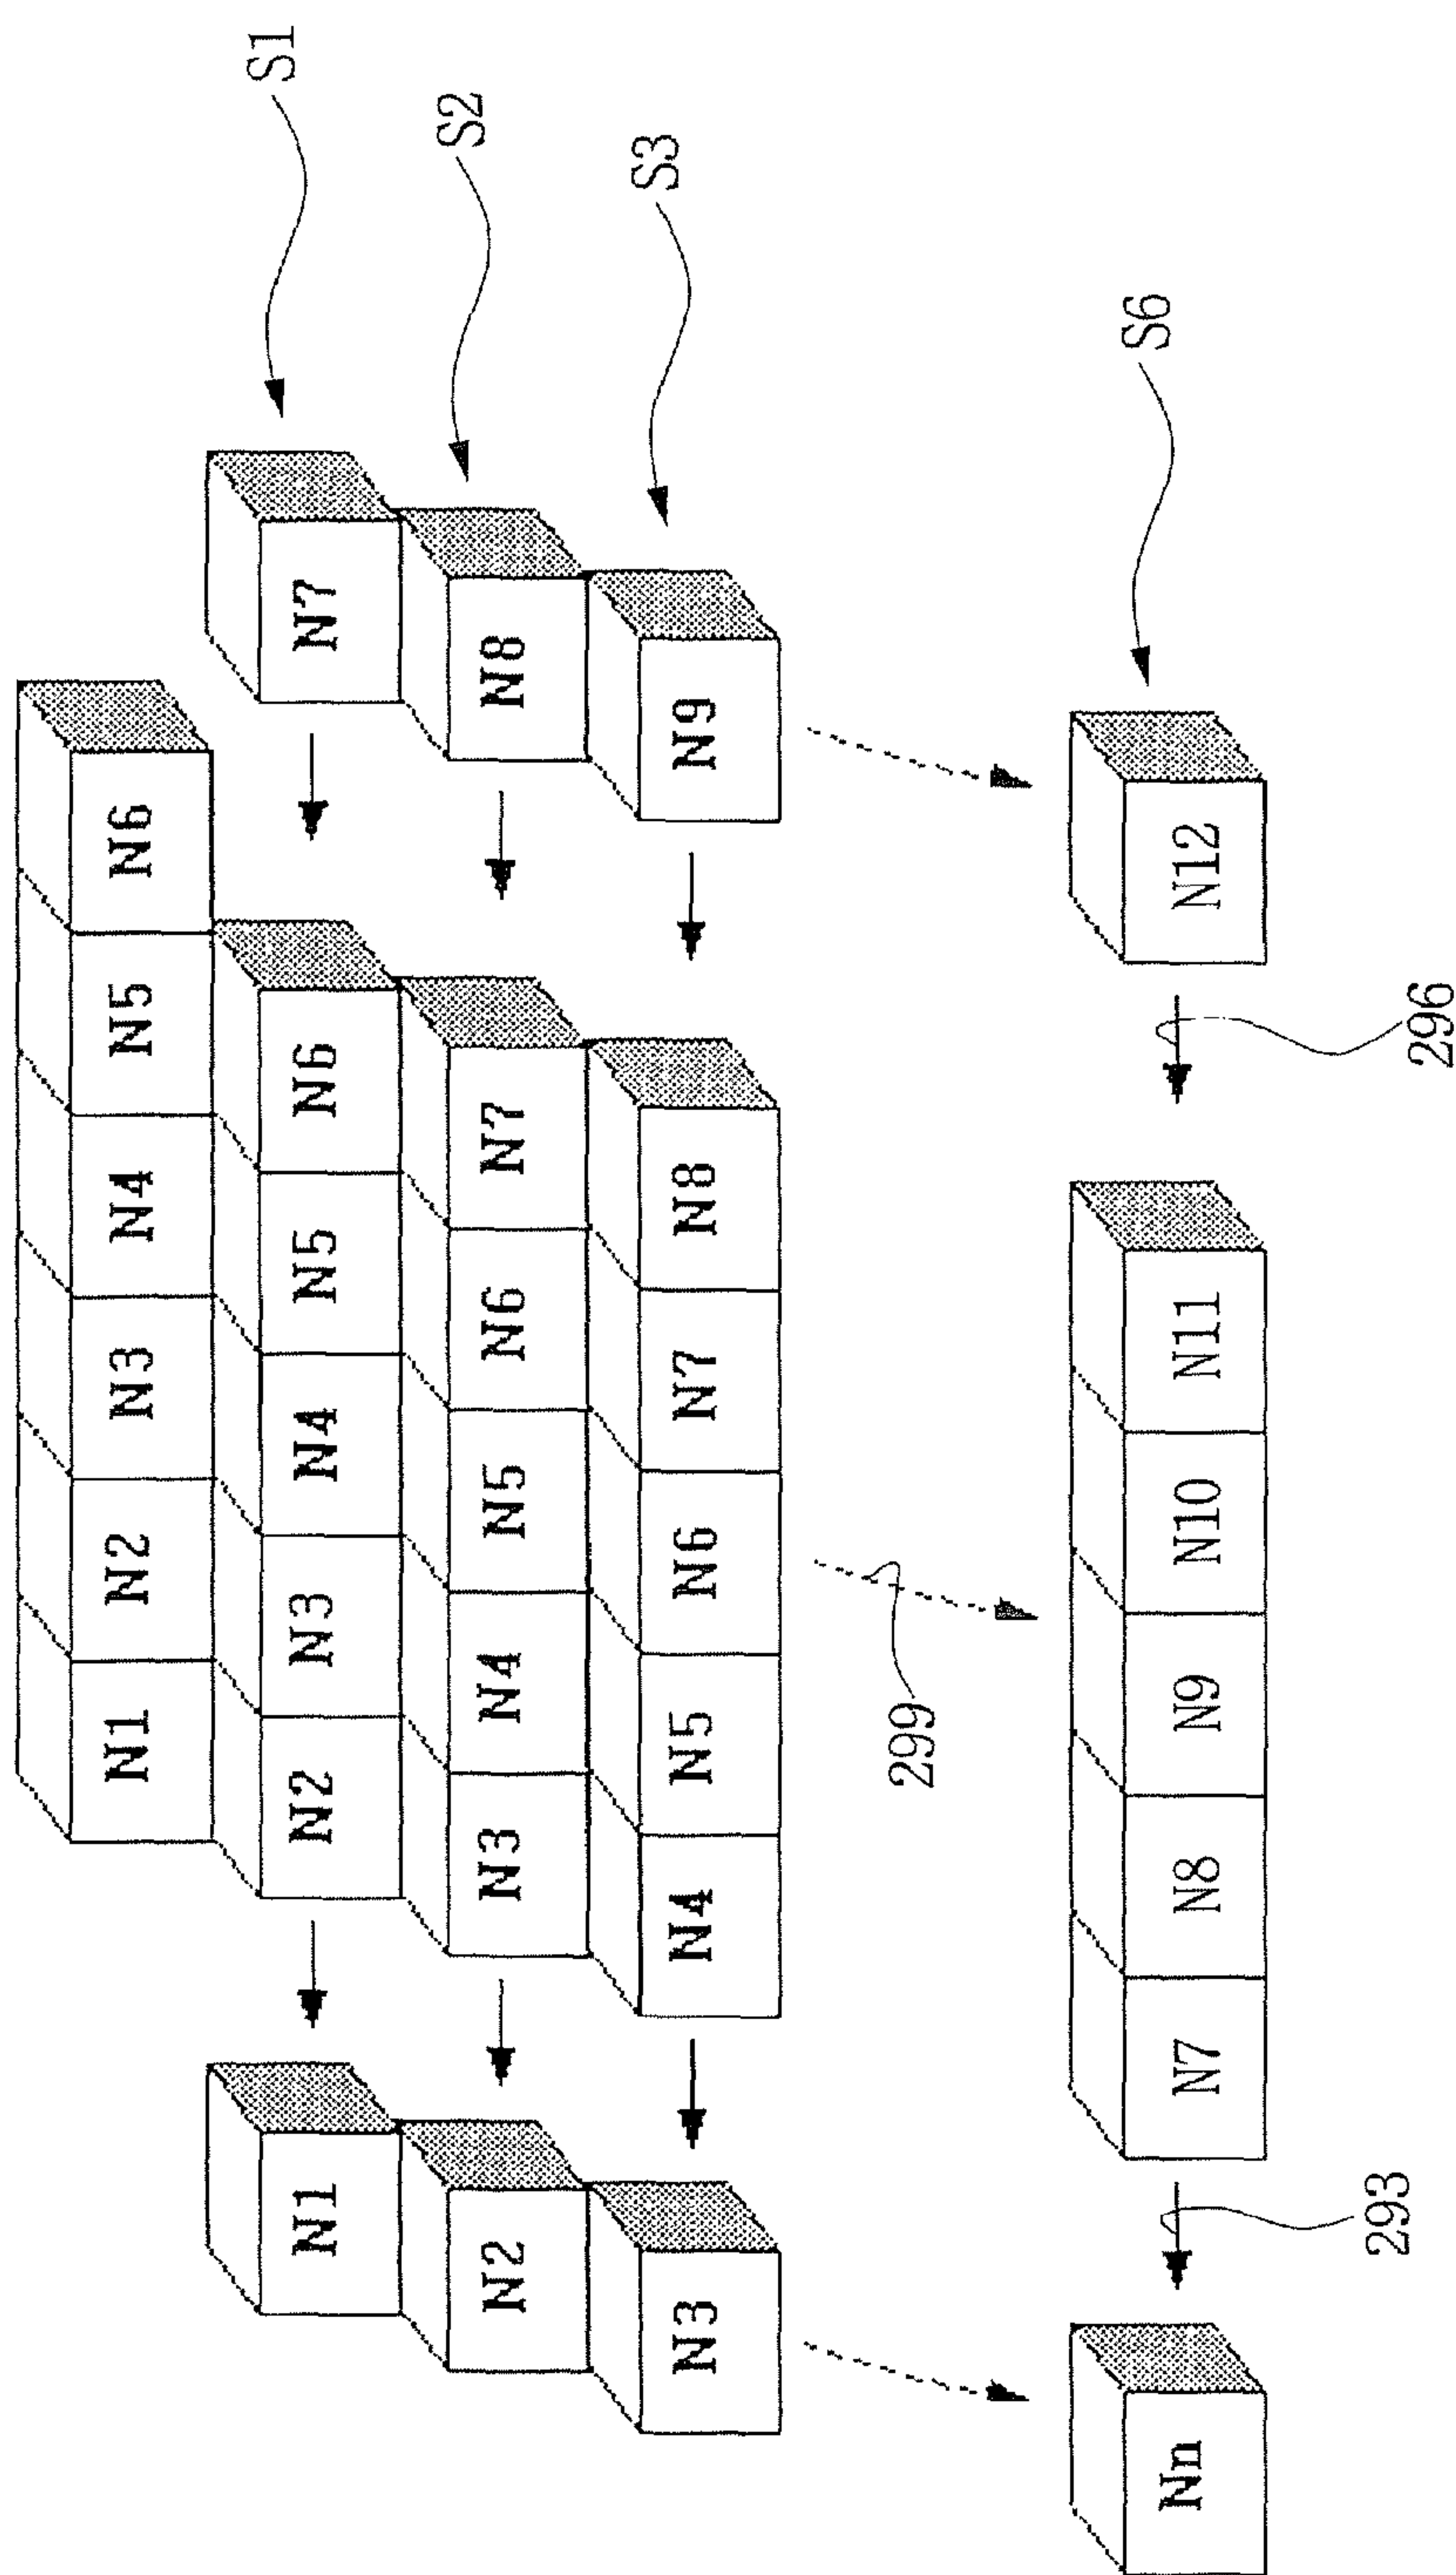 N1 N2 N3 N4 N5 N6
N1 N2 N3 N4 N5 N6 N7 S1
N2 N3 N4 N5 N6 N7 N8 S2
N3 N4 N5 N6 N7 N8 N9 S3
299
Nn N7 N8 N9 N10 N11 N12 S6
293 296